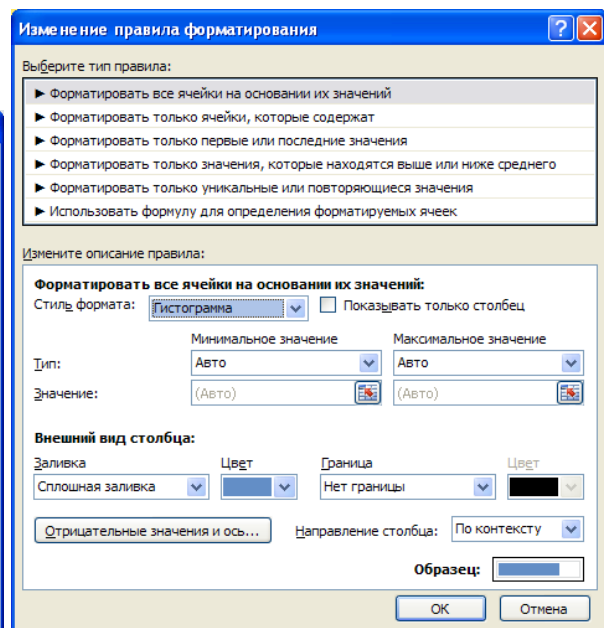 Изменение правила форматирования
Выберите тип правила:
► Форматировать все ячейки на основании их значений
► Форматировать только ячейки, которые содержат
► Форматировать только первые или последние значения
► Форматировать только значения, которые находятся выше или ниже среднего
► Форматировать только уникальные или повторяющиеся значения
► Использовать формулу для определения форматируемых ячеек
Измените описание правила:
Форматировать все ячейки на основании их значений:
Стиль формата: Гистограмма Показывать только столбец
Минимальное значение Максимальное значение
Тип: Авто Авто
Значение: (Авто) (Авто)
Внешний вид столбца:
Заливка Цвет Граница Цвет
Сплошная заливка Нет границы
Отрицательные значения и ось... Направление столбца: По контексту
Образец:
ОК Отмена